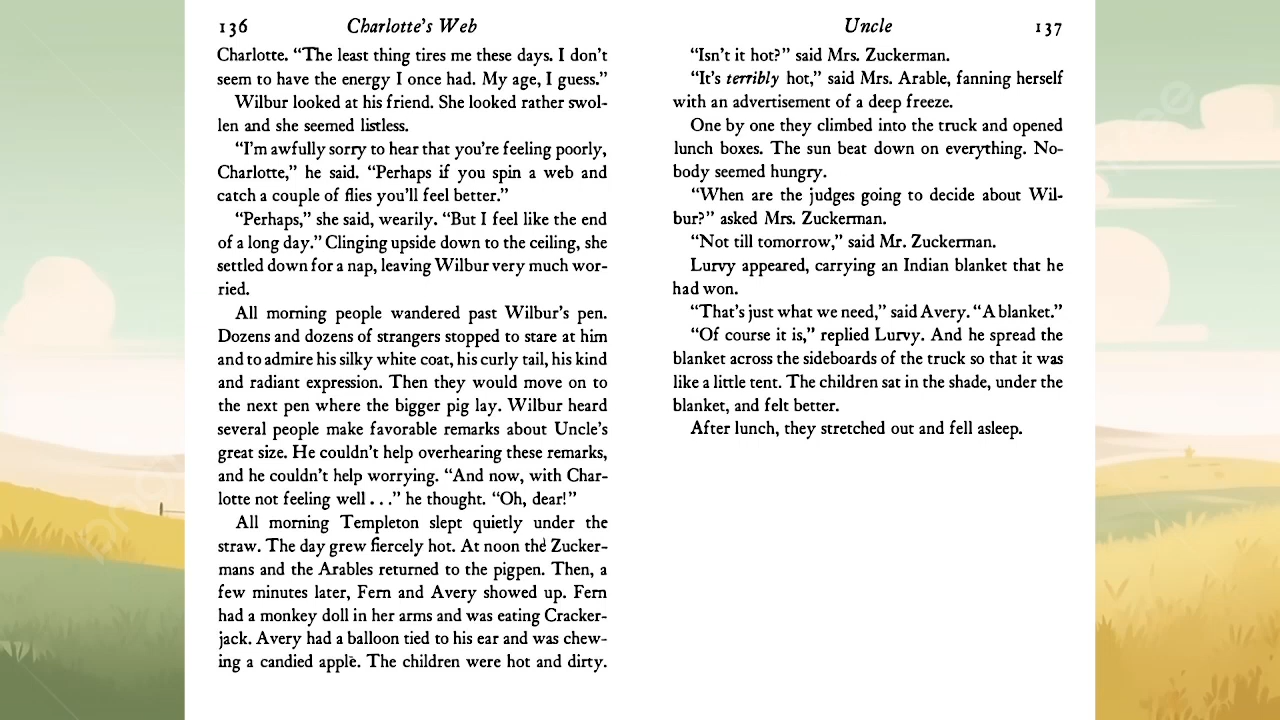 136 Charlotte's Web
Charlotte. “The least thing tires me these days. I don’t
seem to have the energy I once had. My age, I guess.”
Wilbur looked at his friend. She looked rather swol-
len and she seemed listless.
“I’m awfully sorry to hear that you’re feeling poorly,
Charlotte,” he said. “Perhaps if you spin a web and
catch a couple of flies you’ll feel better.”
“Perhaps,” she said, wearily. “But I feel like the end
of a long day.” Clinging upside down to the ceiling, she
settled down for a nap, leaving Wilbur very much wor-
ried.
All morning people wandered past Wilbur’s pen.
Dozens and dozens of strangers stopped to stare at him
and to admire his silky white coat, his curly tail, his kind
and radiant expression. Then they would move on to
the next pen where the bigger pig lay. Wilbur heard
several people make favorable remarks about Uncle’s
great size. He couldn’t help overhearing these remarks,
and he couldn’t help worrying. “And now, with Char-
lotte not feeling well . . .” he thought. “Oh, dear!”
All morning Templeton slept quietly under the
straw. The day grew fiercely hot. At noon the Zucker-
mans and the Arables returned to the pigpen. Then, a
few minutes later, Fern and Avery showed up. Fern
had a monkey doll in her arms and was eating Cracker-
jack. Avery had a balloon tied to his ear and was chew-
ing a candied apple. The children were hot and dirty.
Uncle 137
“Isn’t it hot?” said Mrs. Zuckerman.
“It’s terribly hot,” said Mrs. Arable, fanning herself
with an advertisement of a deep freeze.
One by one they climbed into the truck and opened
lunch boxes. The sun beat down on everything. No-
body seemed hungry.
“When are the judges going to decide about Wil-
bur?” asked Mrs. Zuckerman.
“Not till tomorrow,” said Mr. Zuckerman.
Lurvy appeared, carrying an Indian blanket that he
had won.
“That’s just what we need,” said Avery. “A blanket.”
“Of course it is,” replied Lurvy. And he spread the
blanket across the sideboards of the truck so that it was
like a little tent. The children sat in the shade, under the
blanket, and felt better.
After lunch, they stretched out and fell asleep.